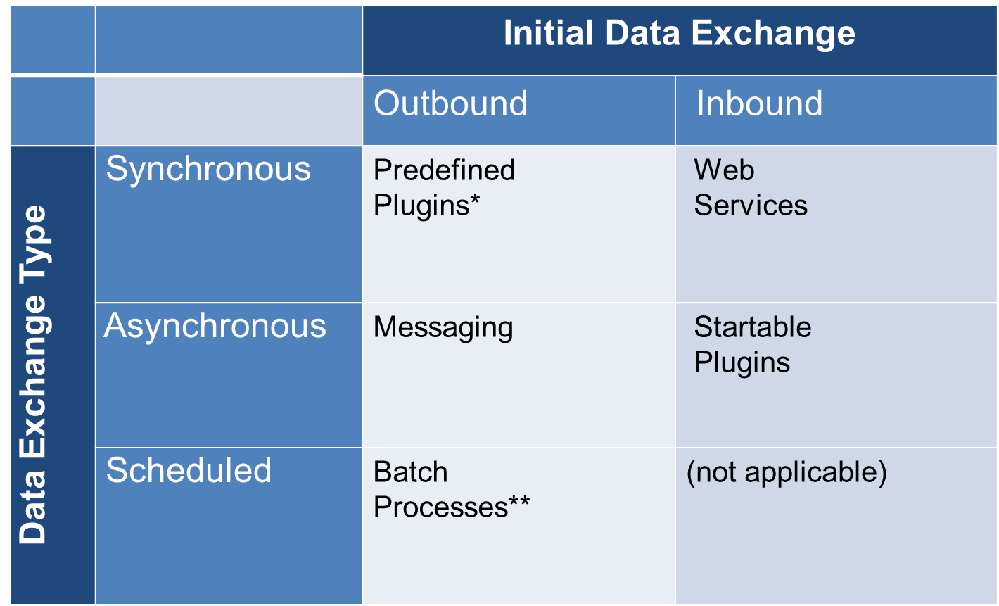 Initial Data Exchange
Outbound
Inbound
Data Exchange Type
Synchronous
Predefined
Plugins*
Web
Services
Asynchronous
Messaging
Startable
Plugins
Scheduled
Batch
Processes**
(not applicable)